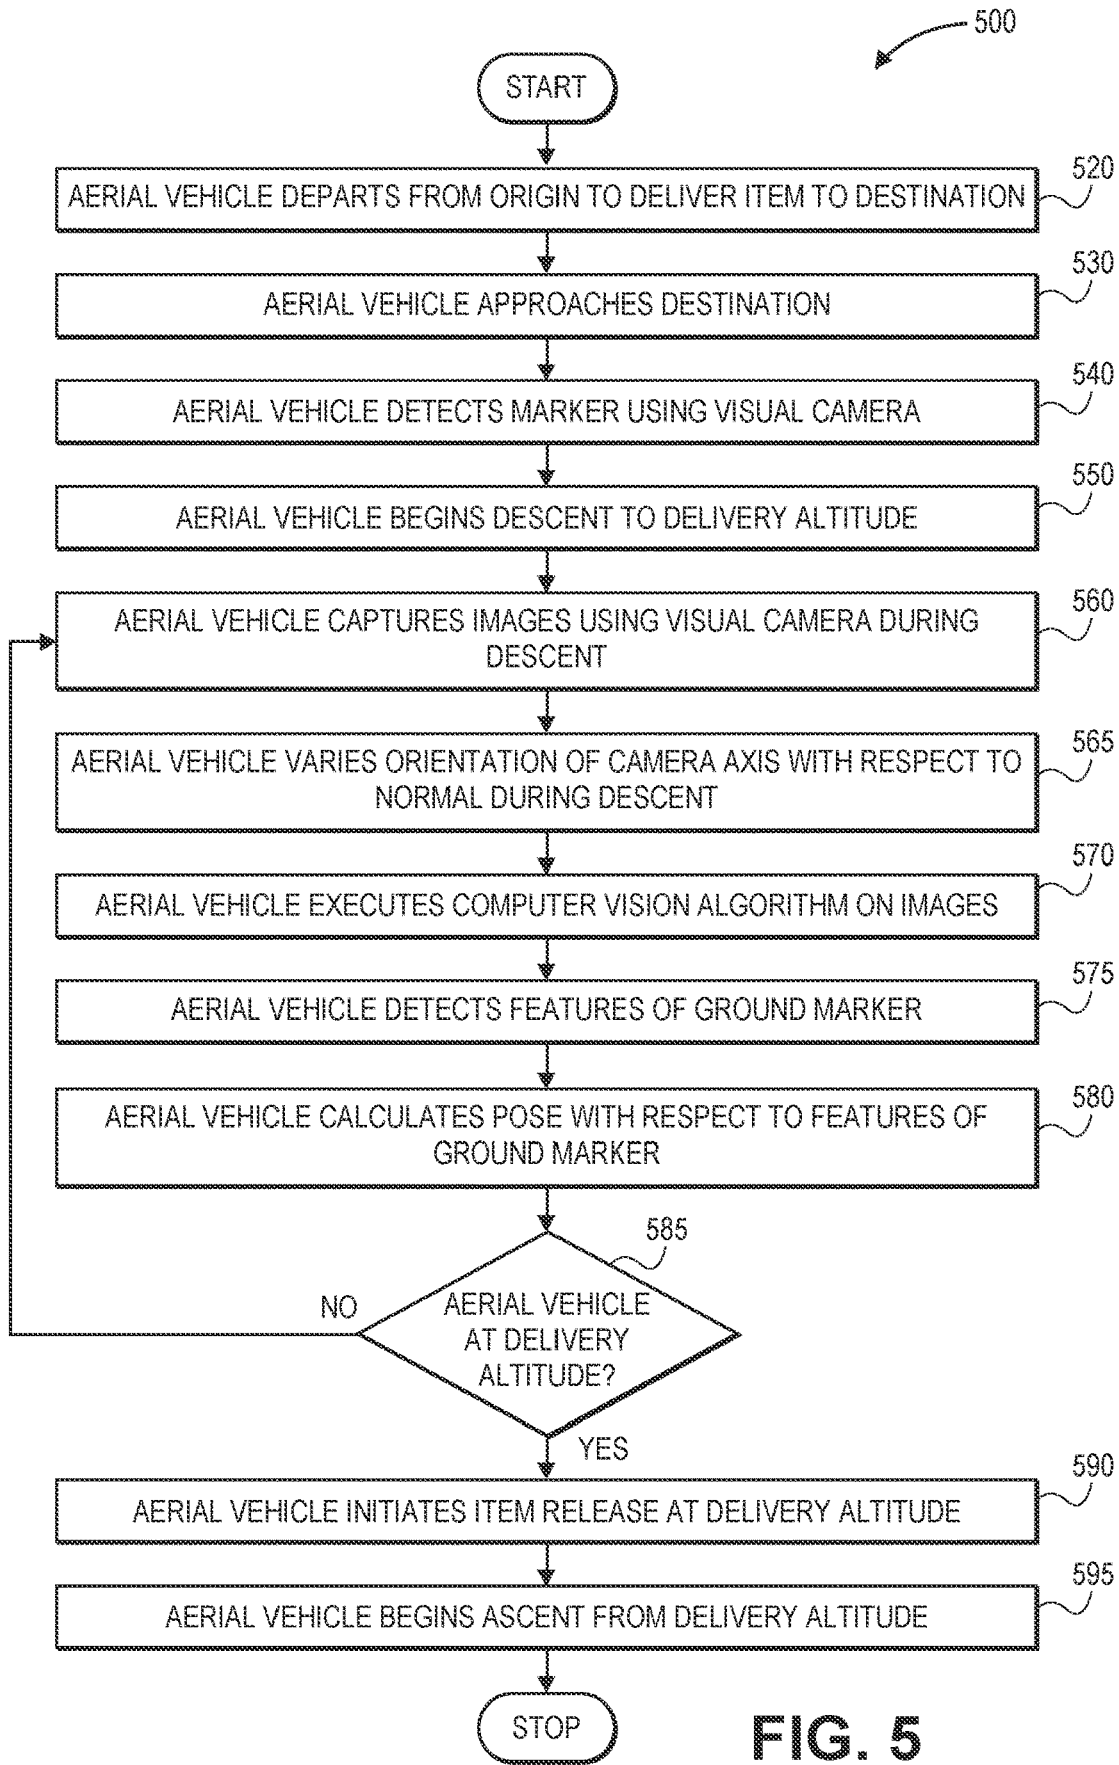 500
START
AERIAL VEHICLE DEPARTS FROM ORIGIN TO DELIVER ITEM TO DESTINATION
520
AERIAL VEHICLE APPROACHES DESTINATION
530
AERIAL VEHICLE DETECTS MARKER USING VISUAL CAMERA
540
AERIAL VEHICLE BEGINS DESCENT TO DELIVERY ALTITUDE
550
AERIAL VEHICLE CAPTURES IMAGES USING VISUAL CAMERA DURING
DESCENT
560
AERIAL VEHICLE VARIES ORIENTATION OF CAMERA AXIS WITH RESPECT TO
NORMAL DURING DESCENT
565
AERIAL VEHICLE EXECUTES COMPUTER VISION ALGORITHM ON IMAGES
570
AERIAL VEHICLE DETECTS FEATURES OF GROUND MARKER
575
AERIAL VEHICLE CALCULATES POSE WITH RESPECT TO FEATURES OF
GROUND MARKER
580
585
NO
AERIAL VEHICLE
AT DELIVERY
ALTITUDE?
YES
AERIAL VEHICLE INITIATES ITEM RELEASE AT DELIVERY ALTITUDE
590
AERIAL VEHICLE BEGINS ASCENT FROM DELIVERY ALTITUDE
595
STOP
FIG. 5